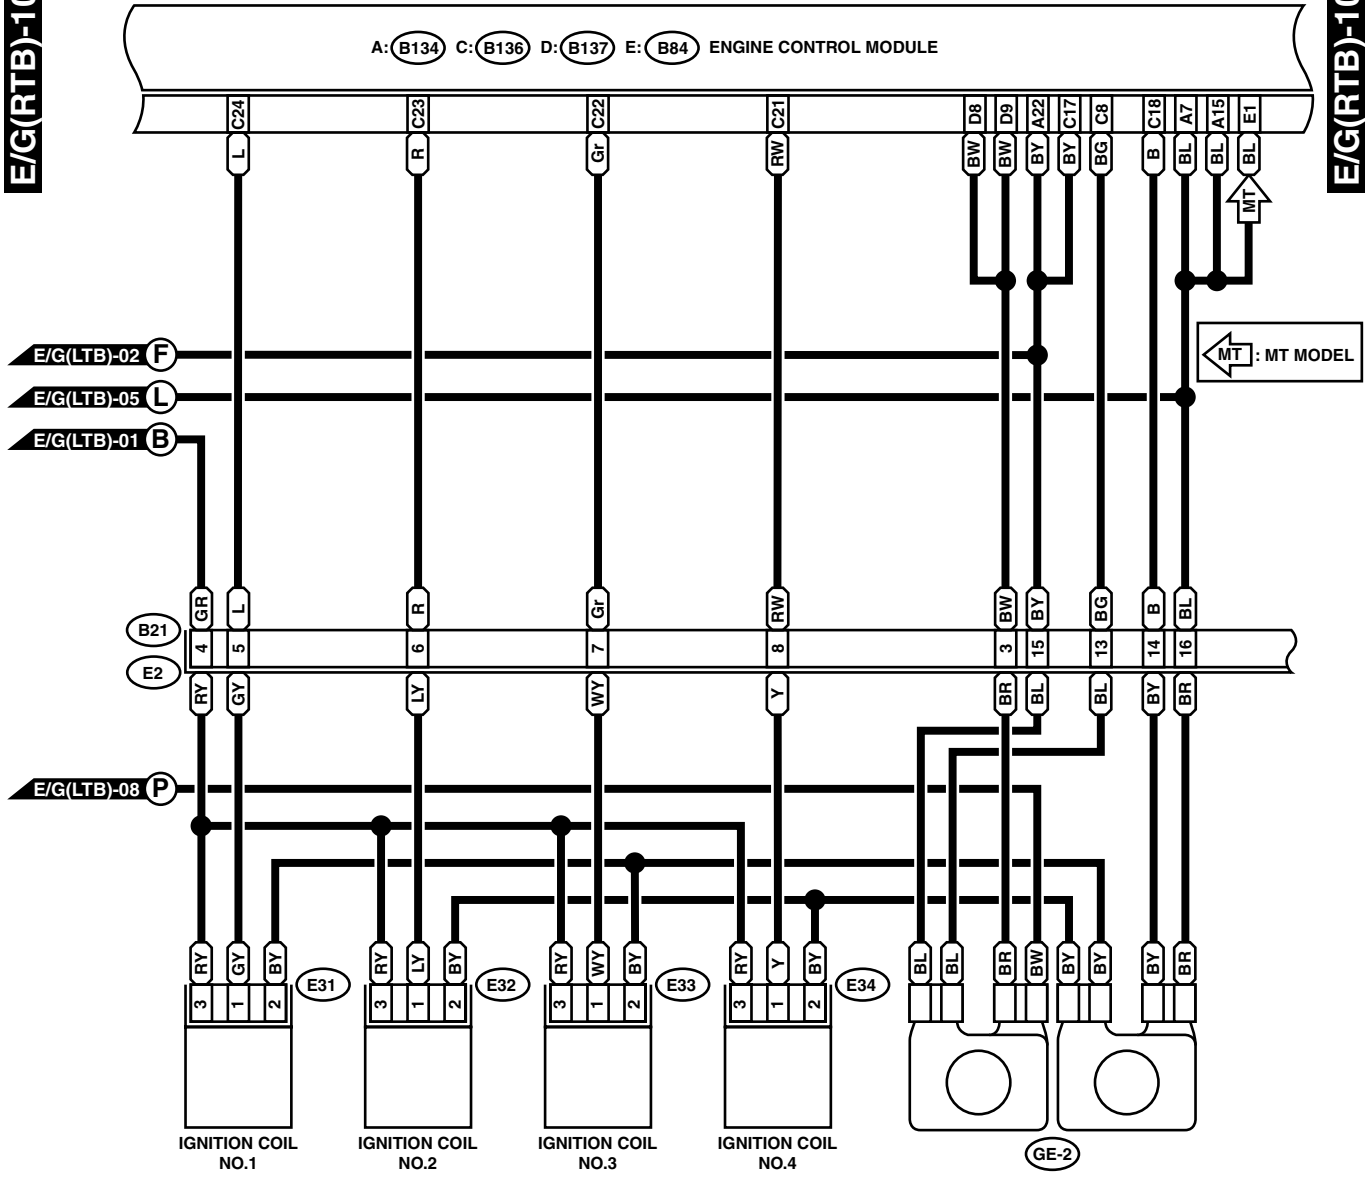 E/G(RTB)-10
E/G(RTB)-10
A: B134 C: B136 D: B137 E: B84 ENGINE CONTROL MODULE
C24 C23 C22 C21 D8 D9 A22 C17 C8 C18 A7 A15 E1
L R Gr RW BW BW BY BY BG B BL BL BL
MT
E/G(LTB)-02 F
MT : MT MODEL
E/G(LTB)-05 L
E/G(LTB)-01 B
GR L R Gr RW BW BY BG B BL
B21
4 5 6 7 8 3 15 13 14 16
E2
RY GY LY WY Y BR BL BL BY BR
E/G(LTB)-08 P
RY GY BY RY LY BY RY WY BY RY Y BY BL BL BR BW BY BY BY BR
3 1 2 E31 3 1 2 E32 3 1 2 E33 3 1 2 E34
IGNITION COIL
NO.1
IGNITION COIL
NO.2
IGNITION COIL
NO.3
IGNITION COIL
NO.4
GE-2